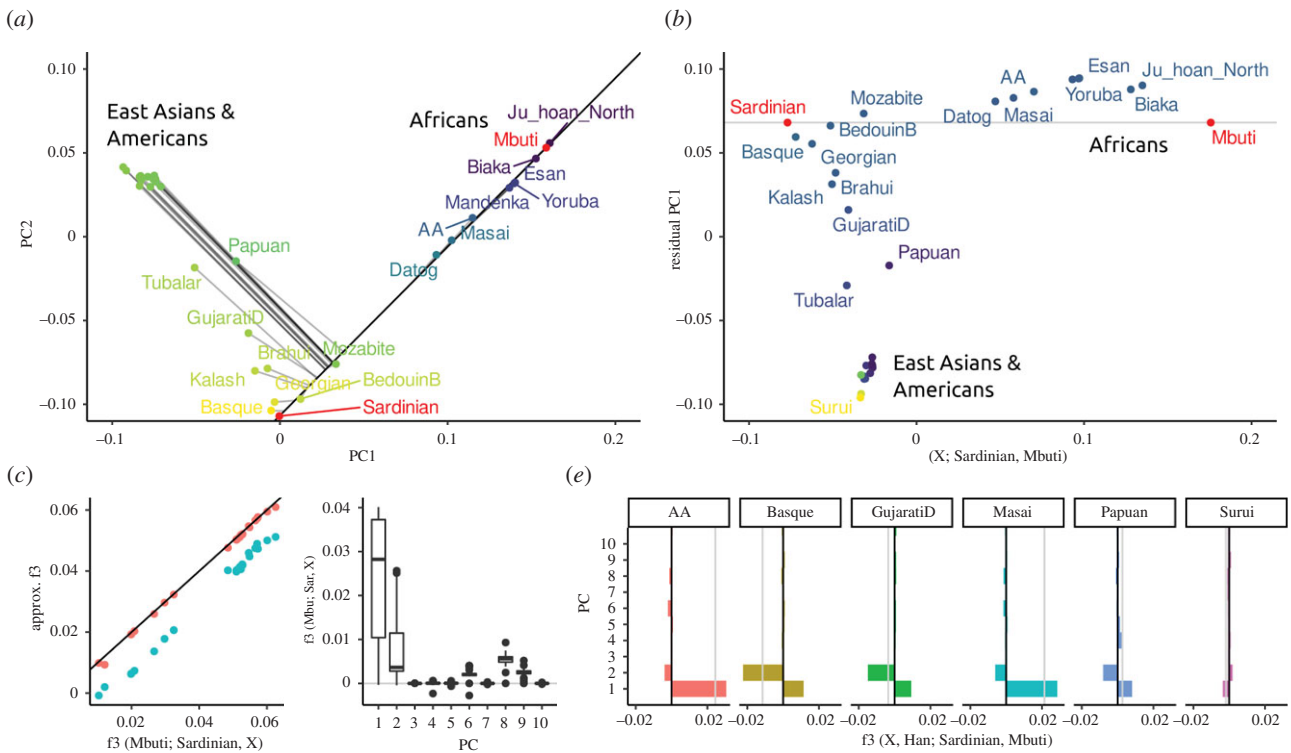 (a)
0.10
0.05
0
−0.05
−0.10
PC2
−0.1
0
0.1
0.2
PC1
East Asians &
Americans
Africans
Ju_hoan_North
Mbuti
Biaka
Esan
Mandenka
Yoruba
AA
Masai
Datog
Papuan
Tubalar
GujaratiD
Brahui
Mozabite
Kalash
Georgian
BedouinB
Basque
Sardinian
(b)
0.10
0.05
0
−0.05
−0.10
residual PC1
−0.1
0
0.1
0.2
(X; Sardinian, Mbuti)
Sardinian
Mozabite
AA
Esan
Ju_hoan_North
Datog
Masai
Yoruba
Biaka
BedouinB
Basque
Georgian
Africans
Mbuti
Kalash
Brahui
GujaratiD
Papuan
Tubalar
East Asians &
Americans
Surui
(c)
0.06
0.04
0.02
0
approx. f3
0.02
0.04
0.06
f3 (Mbuti; Sardinian, X)
0.04
0.03
0.02
0.01
0
f3 (Mbu; Sar, X)
1 2 3 4 5 6 7 8 9 10
PC
(e)
AA Basque GujaratiD Masai Papuan Surui
10
9
8
7
6
5
4
3
2
1
PC
−0.02 0.02 −0.02 0.02 −0.02 0.02 −0.02 0.02 −0.02 0.02 −0.02 0.02
f3 (X, Han; Sardinian, Mbuti)